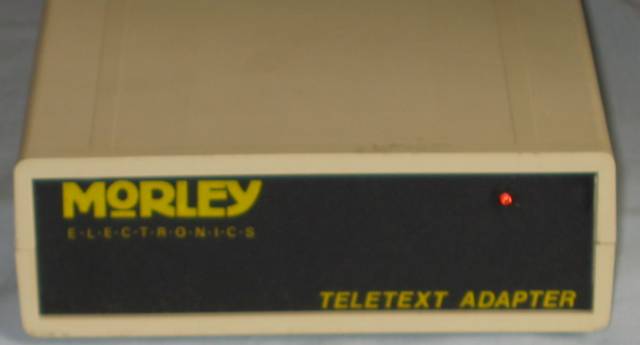 MORLEY
E·L·E·C·T·R·O·N·I·C·S
TELETEXT ADAPTER